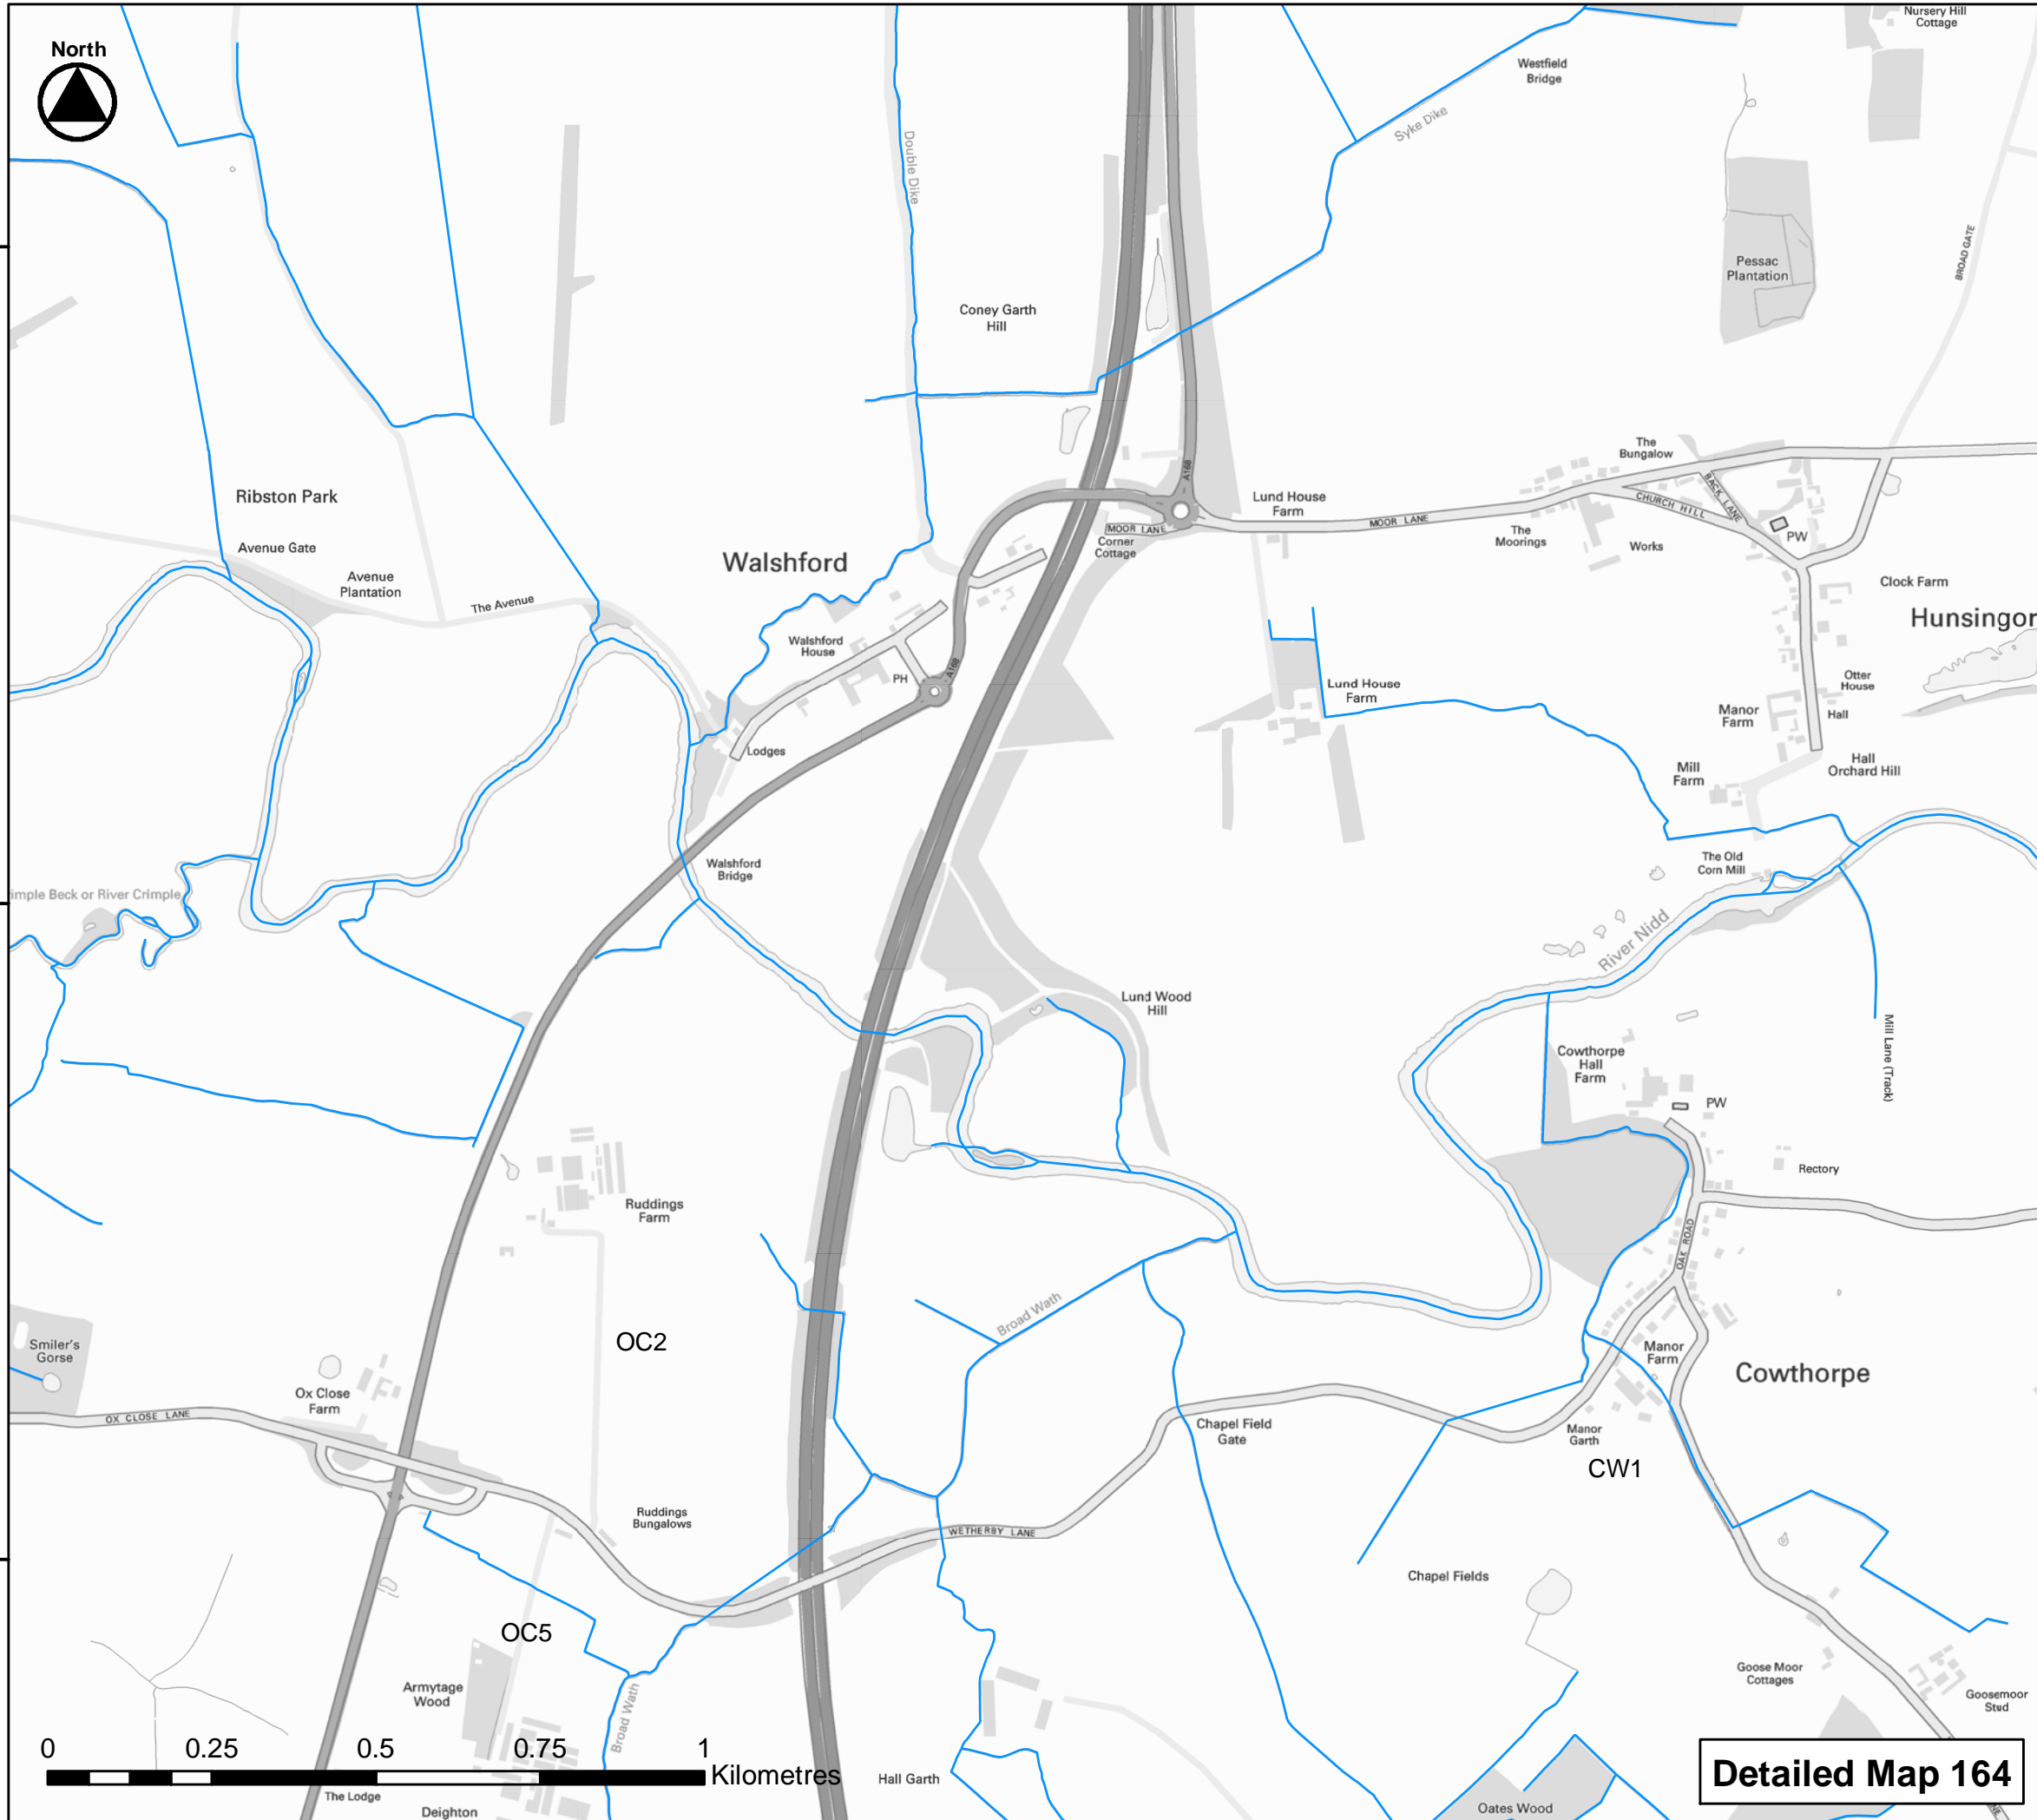 North
Nursery Hill
Cottage
Westfield
Bridge
Syke Dike
Double Dike
BROAD GATE
Pessac
Plantation
Coney Garth
Hill
The
Bungalow
BACK LANE
CHURCH HILL
PW
A168
Lund House
Farm
MOOR LANE
MOOR LANE
Corner
Cottage
The
Moorings
Works
Ribston Park
Avenue Gate
Avenue
Plantation
The Avenue
Walshford
Walshford
House
PH
A168
Lodges
Clock Farm
Hunsingor
Otter
House
Hall
Manor
Farm
Lund House
Farm
Hall
Orchard Hill
Mill
Farm
The Old
Corn Mill
Walshford
Bridge
imple Beck or River Crimple
River Nidd
Lund Wood
Hill
Mill Lane (Track)
Cowthorpe
Hall
Farm
PW
Rectory
OAK ROAD
Ruddings
Farm
Broad Wath
OC2
Smiler's
Gorse
Ox Close
Farm
OX CLOSE LANE
Manor
Farm
Cowthorpe
Chapel Field
Gate
Manor
Garth
CW1
Ruddings
Bungalows
WETHERBY LANE
Chapel Fields
OC5
Armytage
Wood
Broad Wath
Goose Moor
Cottages
Goosemoor
Stud
0 0.25 0.5 0.75 1
Kilometres
The Lodge
Deighton
Hall Garth
Oates Wood
Detailed Map 164